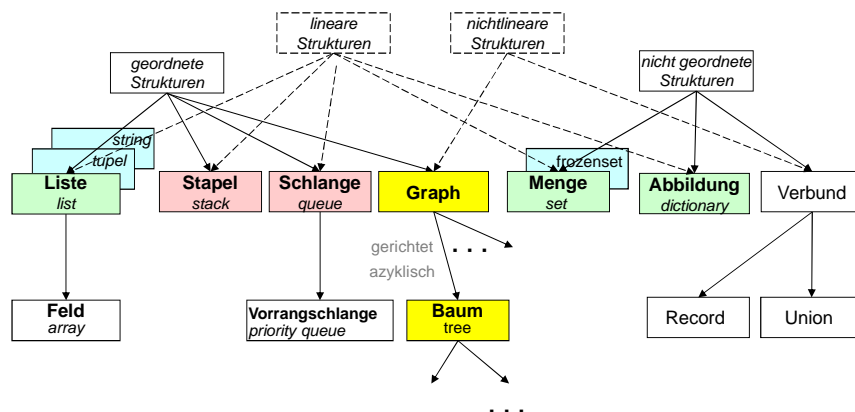 lineare
Strukturen
nichtlineare
Strukturen
geordnete
Strukturen
nicht geordnete
Strukturen
string
tupel
frozenset
Liste
list
Stapel
stack
Schlange
queue
Graph
Menge
set
Abbildung
dictionary
Verbund
gerichtet
azyklisch
. . .
Feld
array
Vorrangschlange
priority queue
Baum
tree
Record
Union
. . .